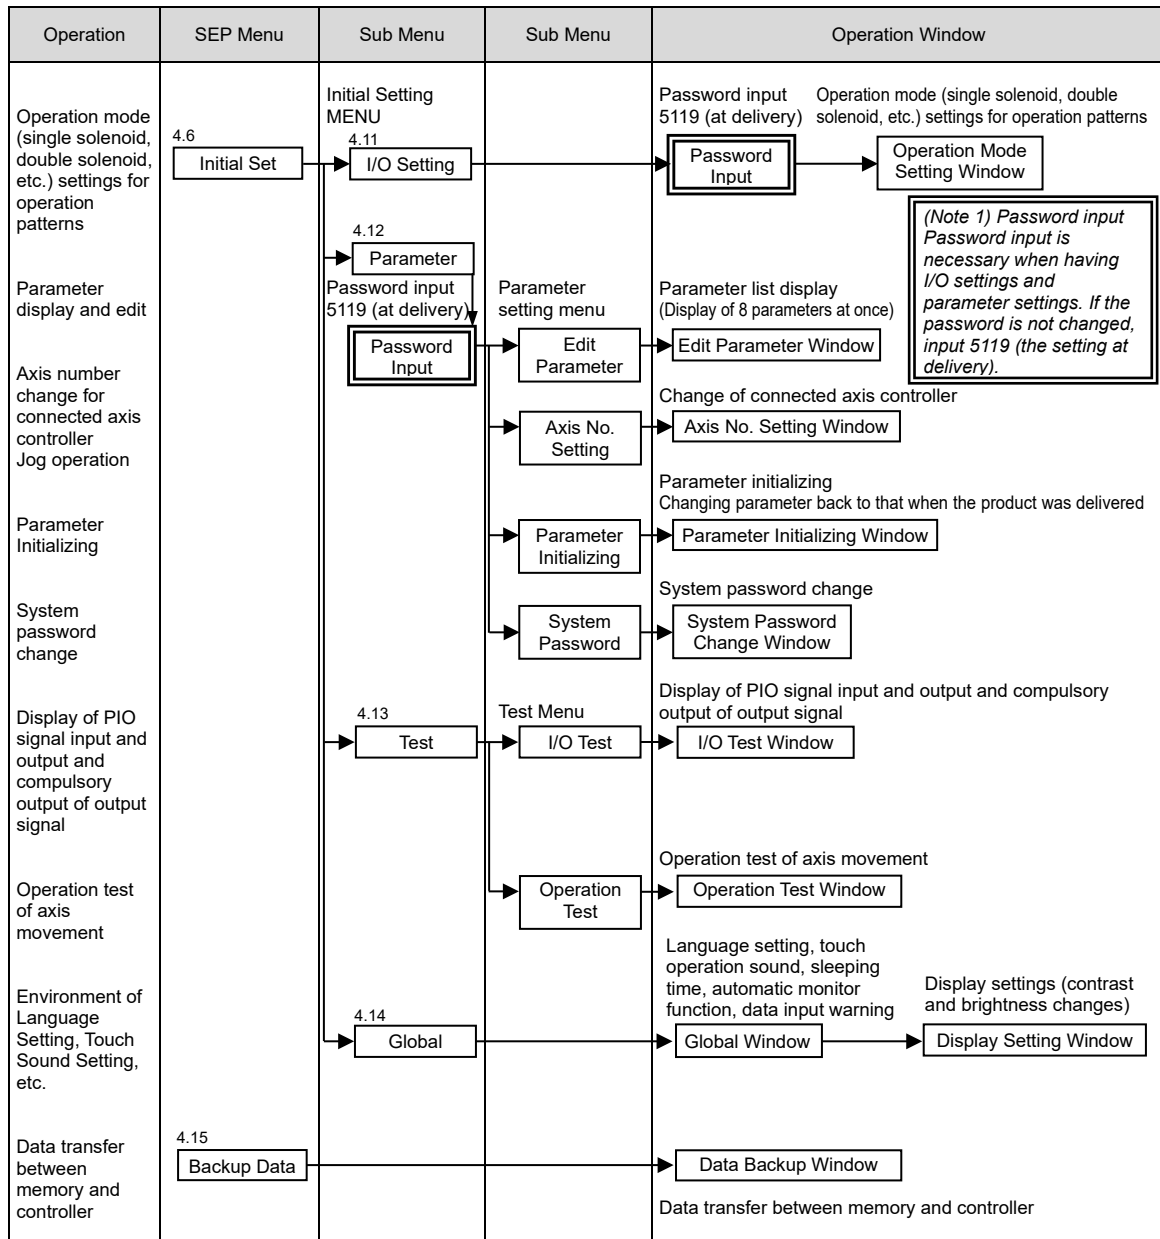 Operation
SEP Menu
Sub Menu
Sub Menu
Operation Window
Operation mode
(single solenoid,
double solenoid,
etc.) settings for
operation
patterns
4.6
Initial Set
Initial Setting
MENU
4.11
I/O Setting
Password input
5119 (at delivery)
Password
Input
Operation mode (single solenoid, double
solenoid, etc.) settings for operation patterns
Operation Mode
Setting Window
(Note 1) Password input
Password input is
necessary when having
I/O settings and
parameter settings. If the
password is not changed,
input 5119 (the setting at
delivery).
4.12
Parameter
Parameter
display and edit
Password input
5119 (at delivery)
Password
Input
Parameter
setting menu
Edit
Parameter
Parameter list display
(Display of 8 parameters at once)
Edit Parameter Window
Axis number
change for
connected axis
controller
Jog operation
Axis No.
Setting
Change of connected axis controller
Axis No. Setting Window
Parameter
Initializing
Parameter
Initializing
Parameter initializing
Changing parameter back to that when the product was delivered
Parameter Initializing Window
System
password
change
System
Password
System password change
System Password
Change Window
Display of PIO
signal input and
output and
compulsory
output of output
signal
4.13
Test
Test Menu
I/O Test
Display of PIO signal input and output and compulsory
output of output signal
I/O Test Window
Operation test
of axis
movement
Operation
Test
Operation test of axis movement
Operation Test Window
Environment of
Language
Setting, Touch
Sound Setting,
etc.
4.14
Global
Language setting, touch
operation sound, sleeping
time, automatic monitor
function, data input warning
Global Window
Display settings (contrast
and brightness changes)
Display Setting Window
Data transfer
between
memory and
controller
4.15
Backup Data
Data Backup Window
Data transfer between memory and controller